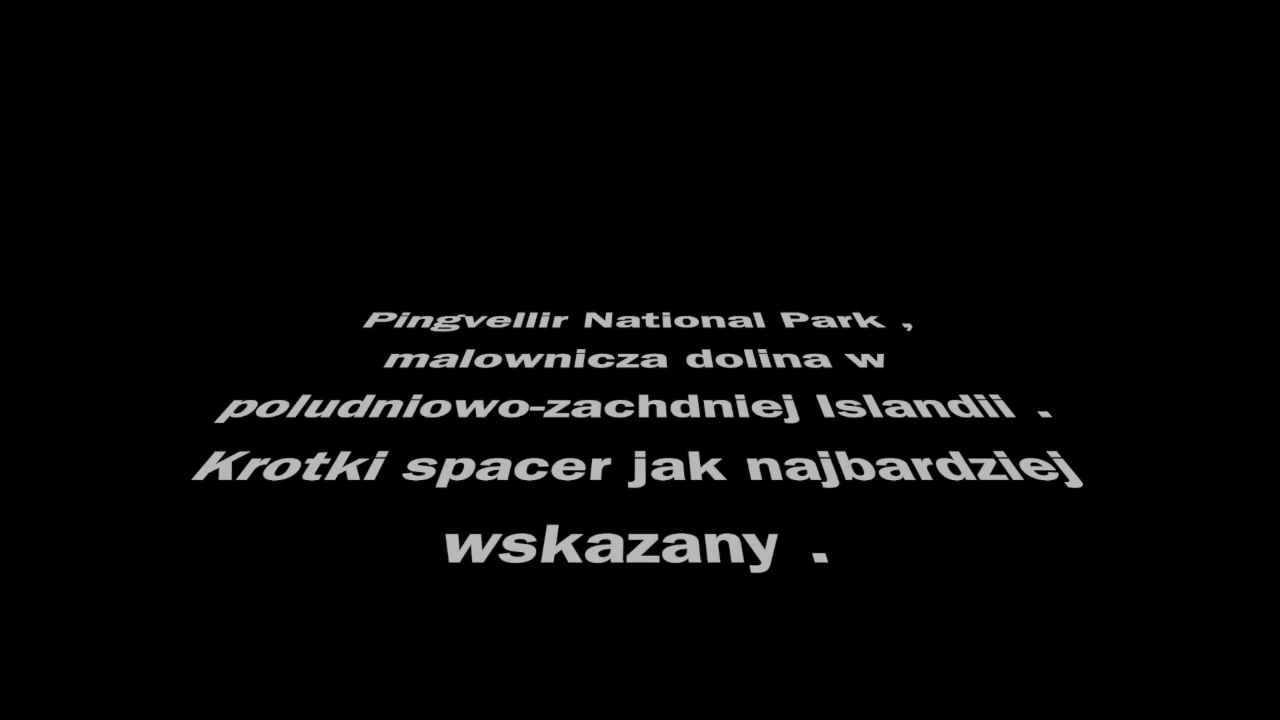 Pingvellir National Park ,
malownicza dolina w
poludniowo-zachdniej Islandii .
Krotki spacer jak najbardziej
wskazany .